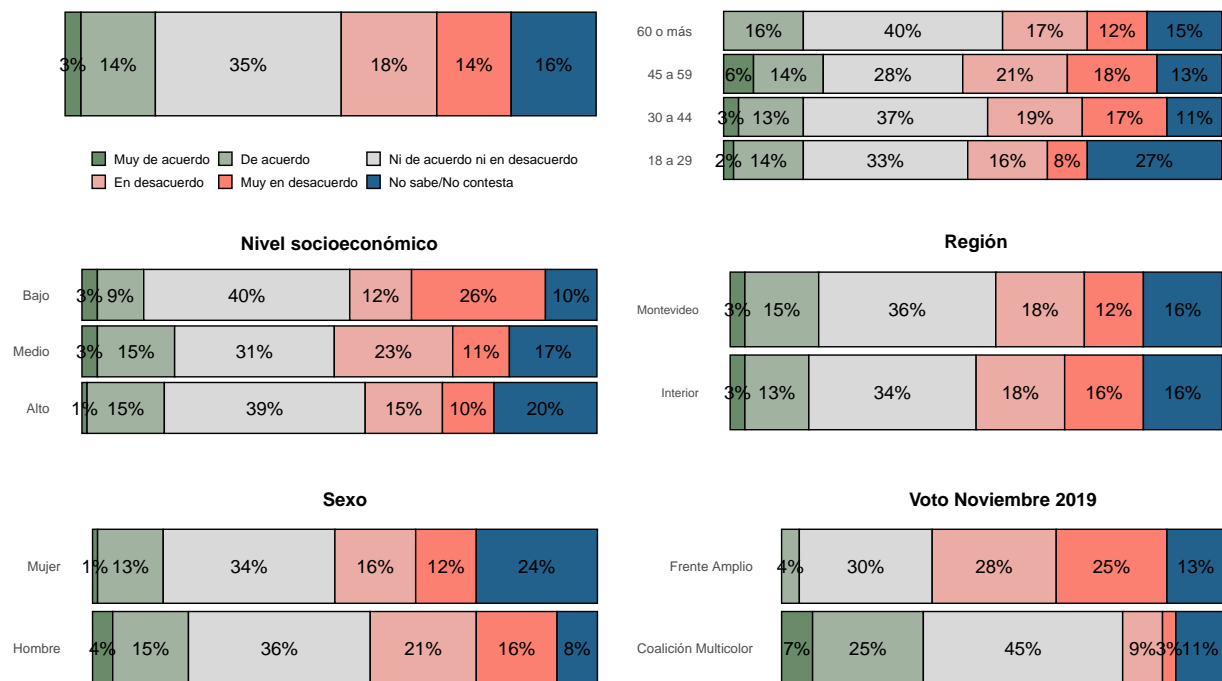 3% 14% 35% 18% 14% 16%
Muy de acuerdo De acuerdo Ni de acuerdo ni en desacuerdo
En desacuerdo Muy en desacuerdo No sabe/No contesta
60 o más 16% 40% 17% 12% 15%
45 a 59 6% 14% 28% 21% 18% 13%
30 a 44 3% 13% 37% 19% 17% 11%
18 a 29 2% 14% 33% 16% 8% 27%
Nivel socioeconómico
Bajo 3% 9% 40% 12% 26% 10%
Medio 3% 15% 31% 23% 11% 17%
Alto 1% 15% 39% 15% 10% 20%
Región
Montevideo 3% 15% 36% 18% 12% 16%
Interior 3% 13% 34% 18% 16% 16%
Sexo
Mujer 1% 13% 34% 16% 12% 24%
Hombre 4% 15% 36% 21% 16% 8%
Voto Noviembre 2019
Frente Amplio 4% 30% 28% 25% 13%
Coalición Multicolor 7% 25% 45% 9% 3% 11%